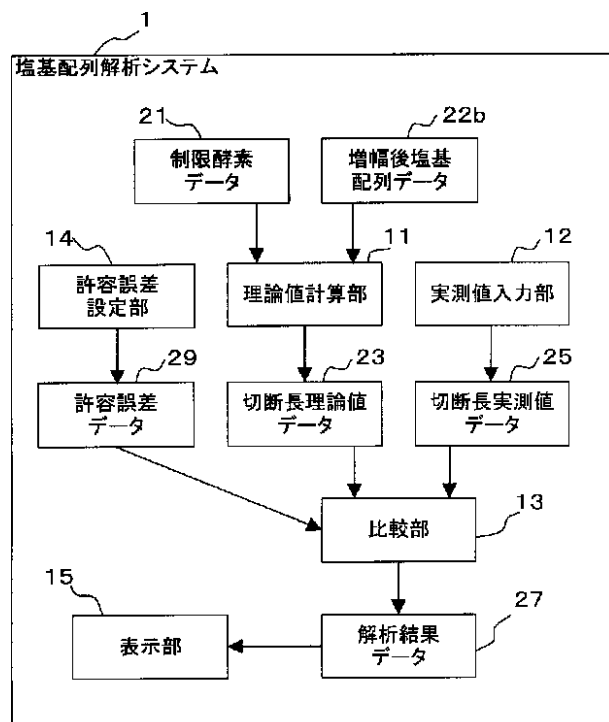 1
塩基配列解析システム
21
22b
制限酵素
データ
増幅後塩基
配列データ
14
11
12
許容誤差
設定部
理論値計算部
実測値入力部
29
23
25
許容誤差
データ
切断長理論値
データ
切断長実測値
データ
比較部
13
15
27
表示部
解析結果
データ